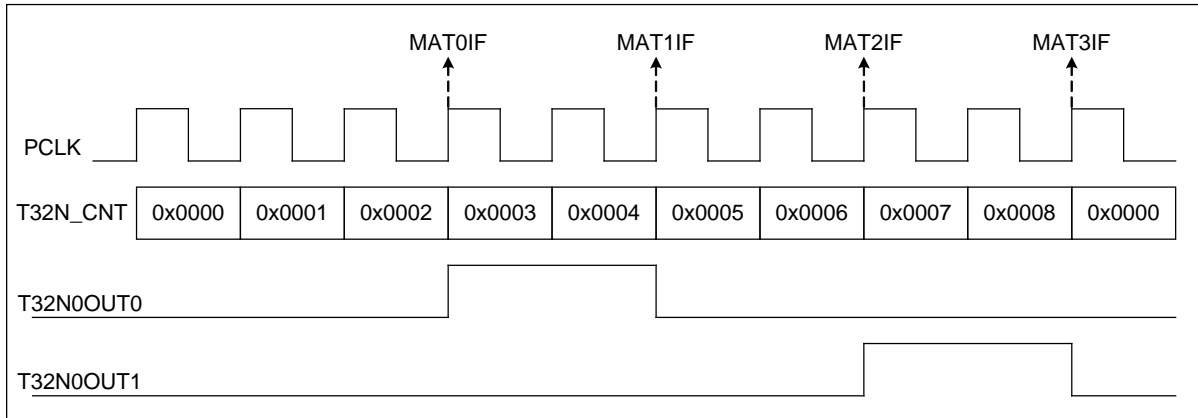 MAT0IF MAT1IF MAT2IF MAT3IF
PCLK
T32N_CNT 0x0000 0x0001 0x0002 0x0003 0x0004 0x0005 0x0006 0x0007 0x0008 0x0000
T32N0OUT0
T32N0OUT1